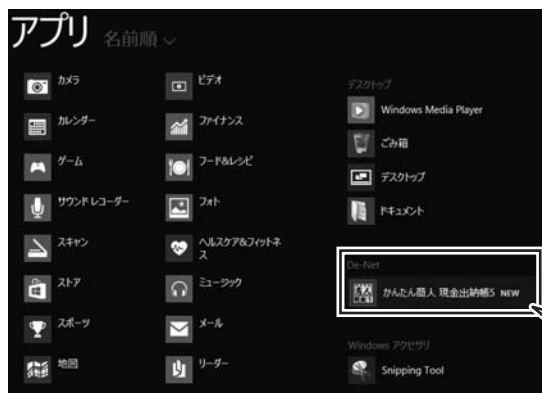 アプリ 名前順
カメラ
カレンダー
ゲーム
サウンド レコーダー
スキャン
ストア
スポーツ
地図
ビデオ
ファイナンス
フード&レシピ
フォト
ヘルスケア&フィットネ
ス
ミュージック
メール
リーダー
デスクトップ
Windows Media Player
ごみ箱
デスクトップ
ドキュメント
De-Net
かんたん商人 現金出納帳5 NEW
Windows アクセサリ
Snipping Tool